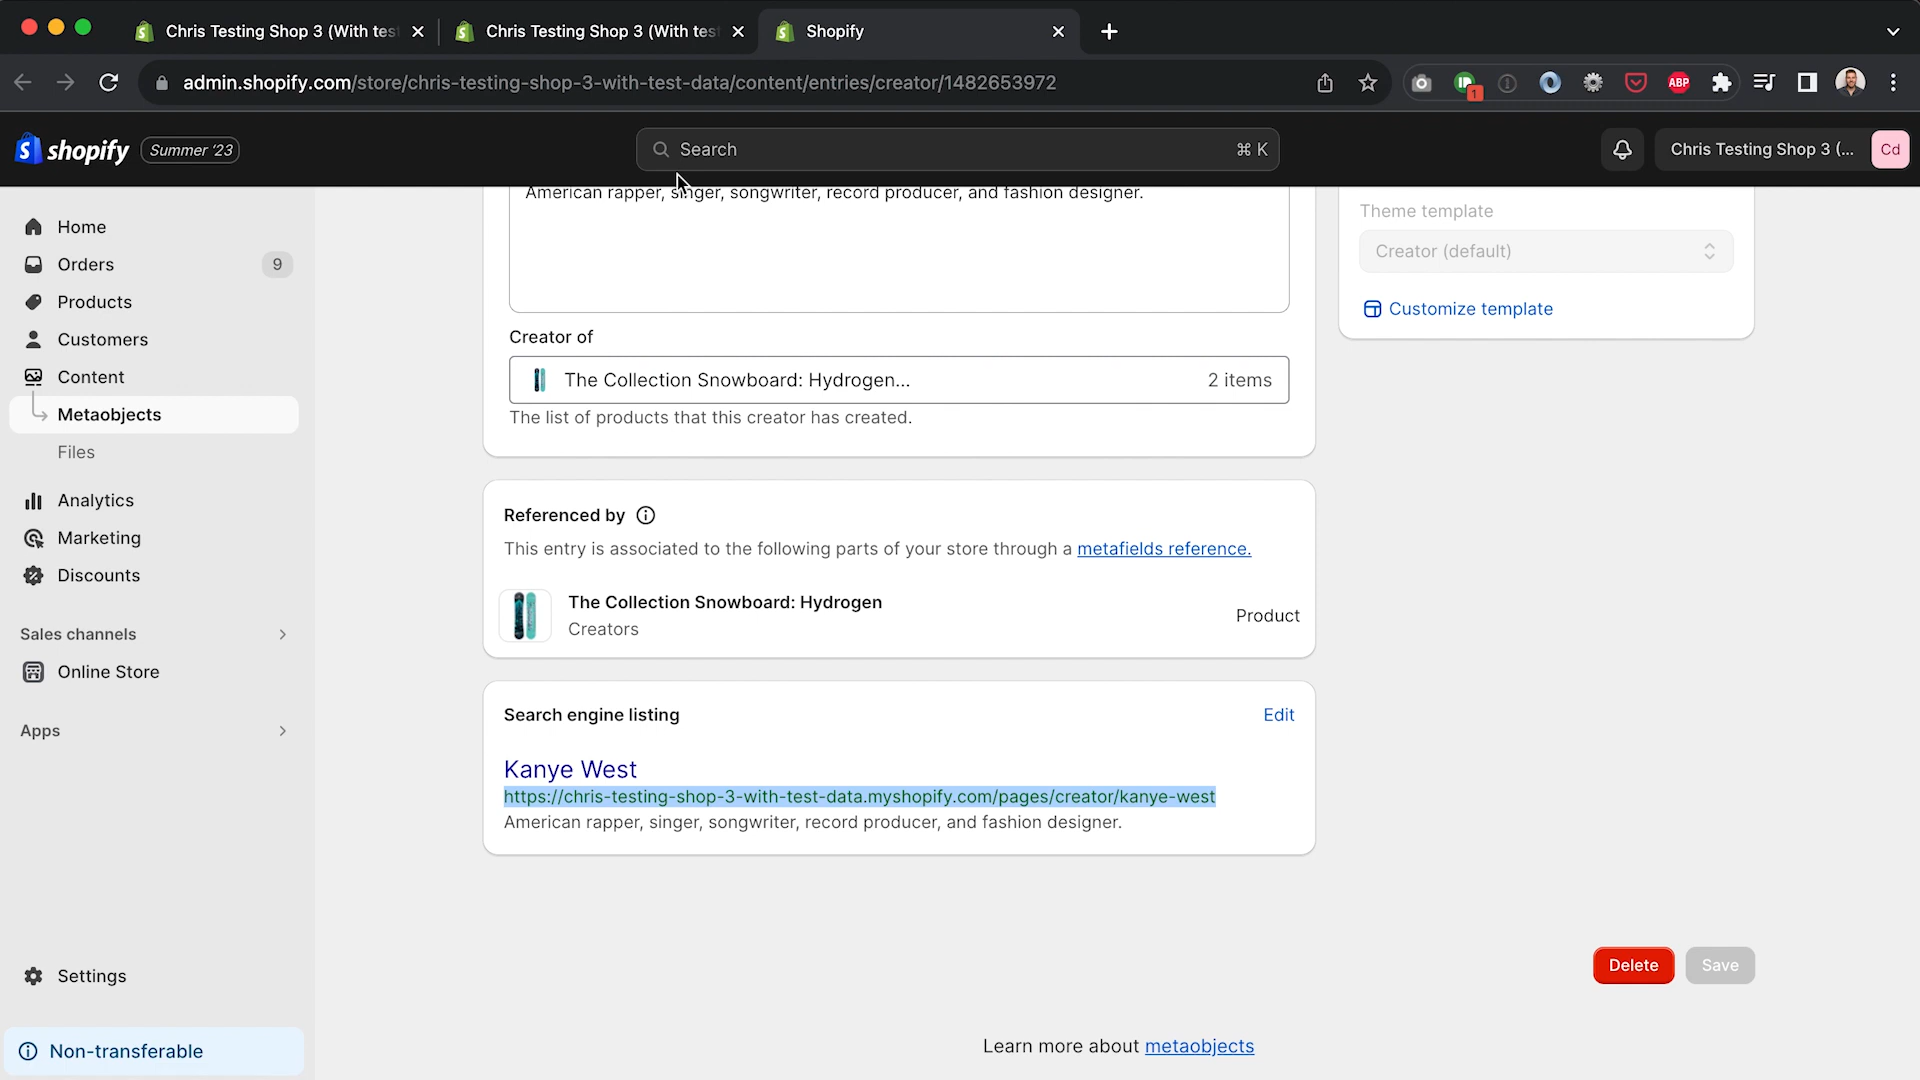 Chris Testing Shop 3 (With tes
Chris Testing Shop 3 (With tes
Shopify
admin.shopify.com/store/chris-testing-shop-3-with-test-data/content/entries/creator/1482653972
1
ABP
shopify
Summer '23
Search
⌘ K
Chris Testing Shop 3 (...
Cd
Home
Orders
9
Products
Customers
Content
Metaobjects
Files
Analytics
Marketing
Discounts
Sales channels
Online Store
Apps
Settings
Non-transferable
American rapper, singer, songwriter, record producer, and fashion designer.
Creator of
The Collection Snowboard: Hydrogen...
2 items
The list of products that this creator has created.
Referenced by
This entry is associated to the following parts of your store through a metafields reference.
The Collection Snowboard: Hydrogen
Creators
Product
Search engine listing
Edit
Kanye West
https://chris-testing-shop-3-with-test-data.myshopify.com/pages/creator/kanye-west
American rapper, singer, songwriter, record producer, and fashion designer.
Theme template
Creator (default)
Customize template
Delete
Save
Learn more about metaobjects